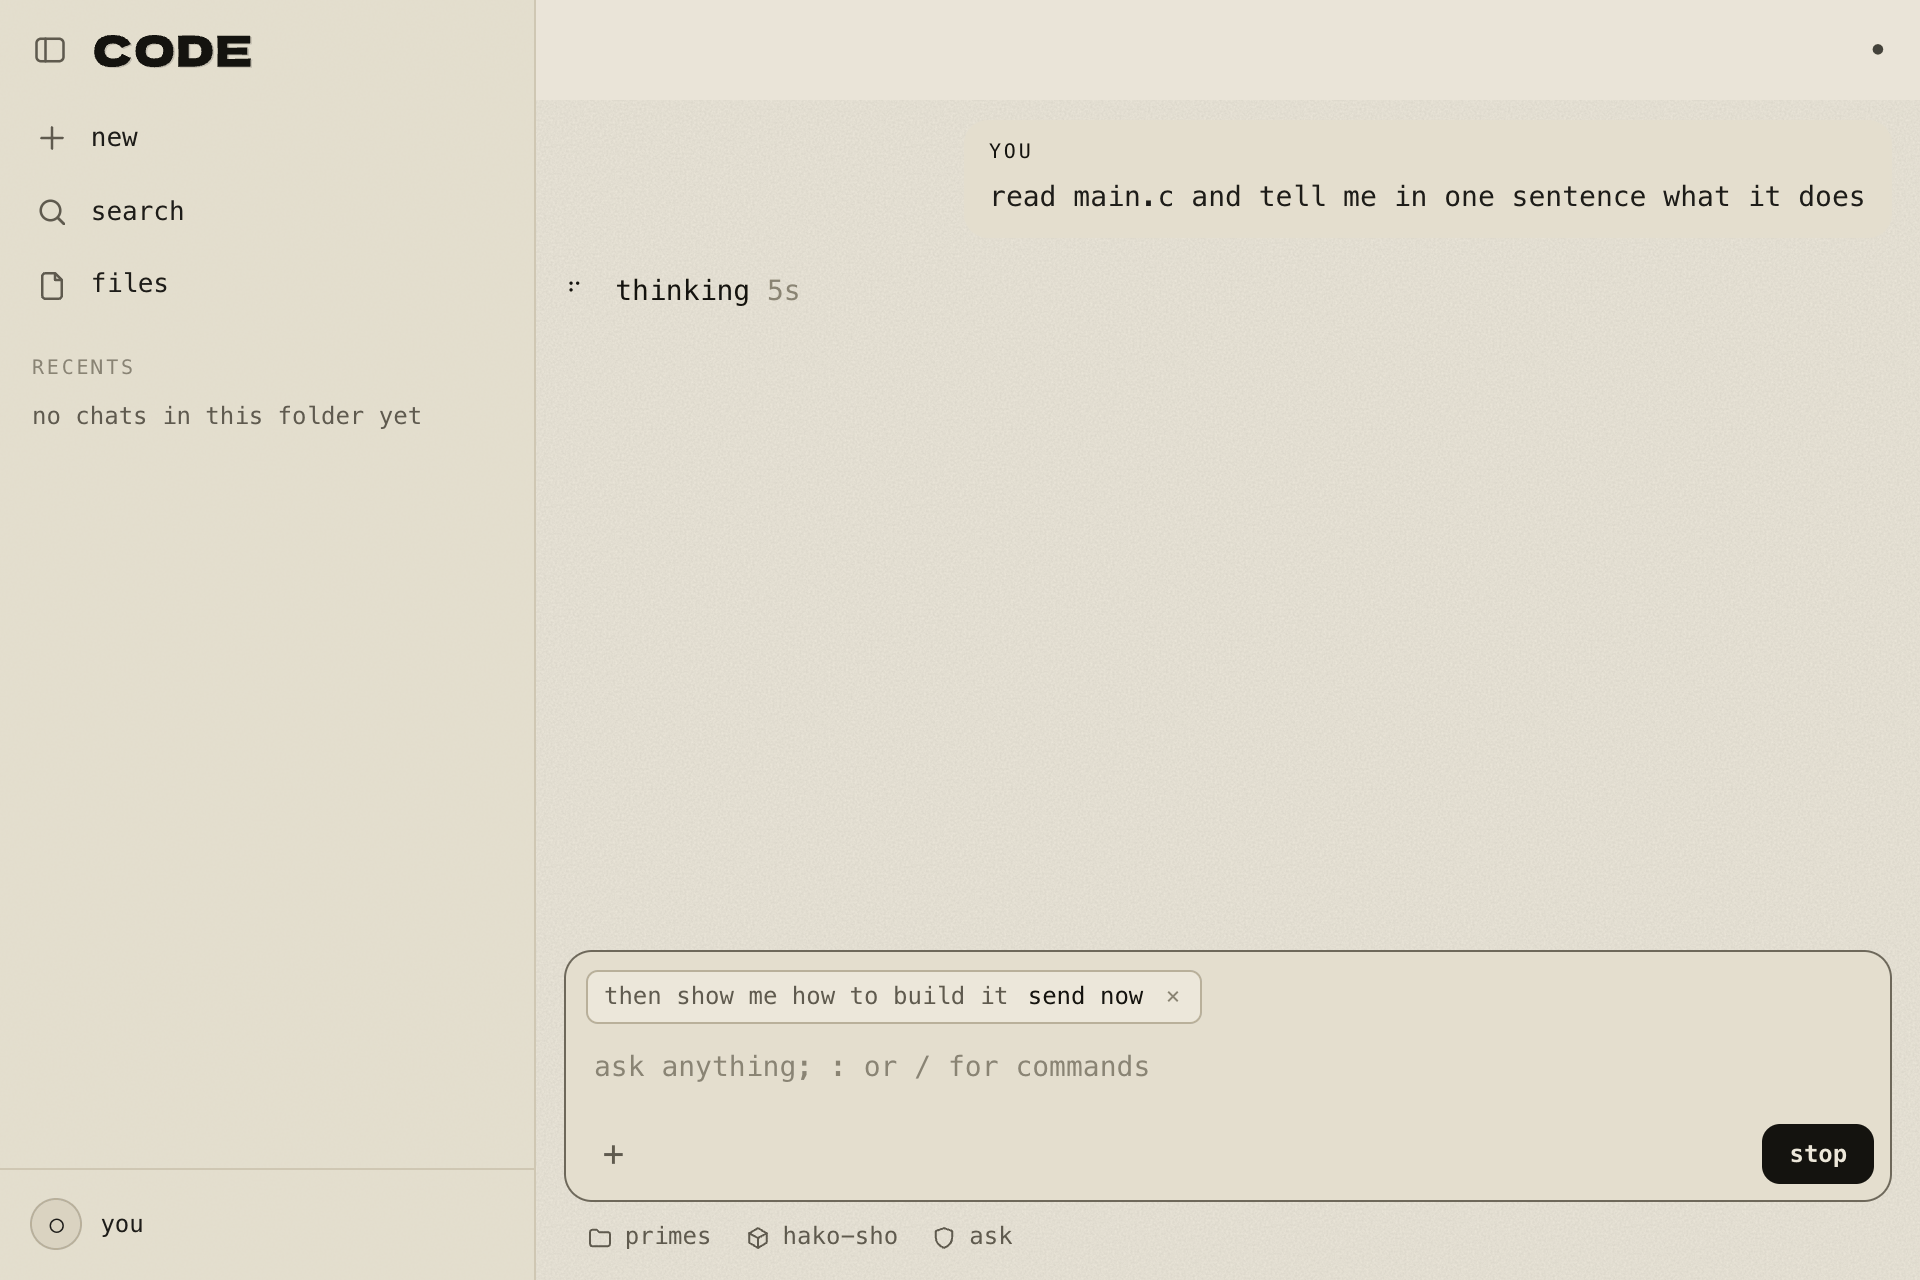 CODE
new
search
files
RECENTS
no chats in this folder yet
you
YOU
read main.c and tell me in one sentence what it does
thinking 5s
then show me how to build it send now ×
ask anything; : or / for commands
+
stop
primes hako-sho ask